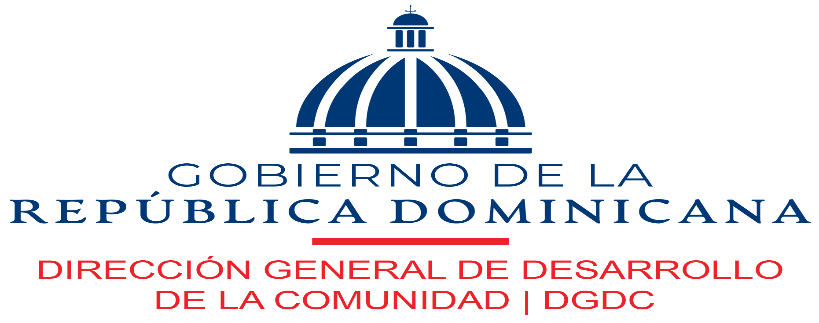 GOBIERNO DE LA
REPÚBLICA DOMINICANA
DIRECCIÓN GENERAL DE DESARROLLO
DE LA COMUNIDAD | DGDC